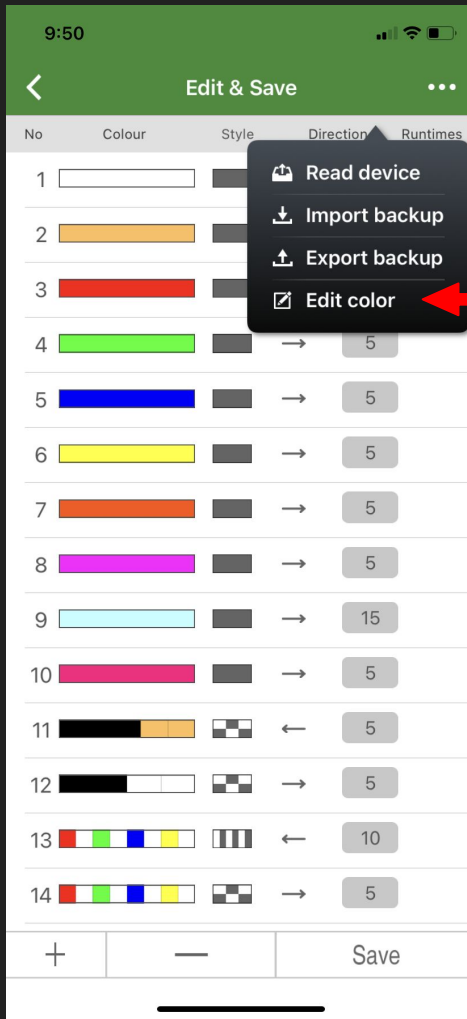 9:50
Edit & Save
No Colour Style Direction Runtimes
Read device
Import backup
Export backup
Edit color
1
2
3
4 → 5
5 → 5
6 → 5
7 → 5
8 → 5
9 → 15
10 → 5
11 ← 5
12 → 5
13 ← 10
14 → 5
+ — Save